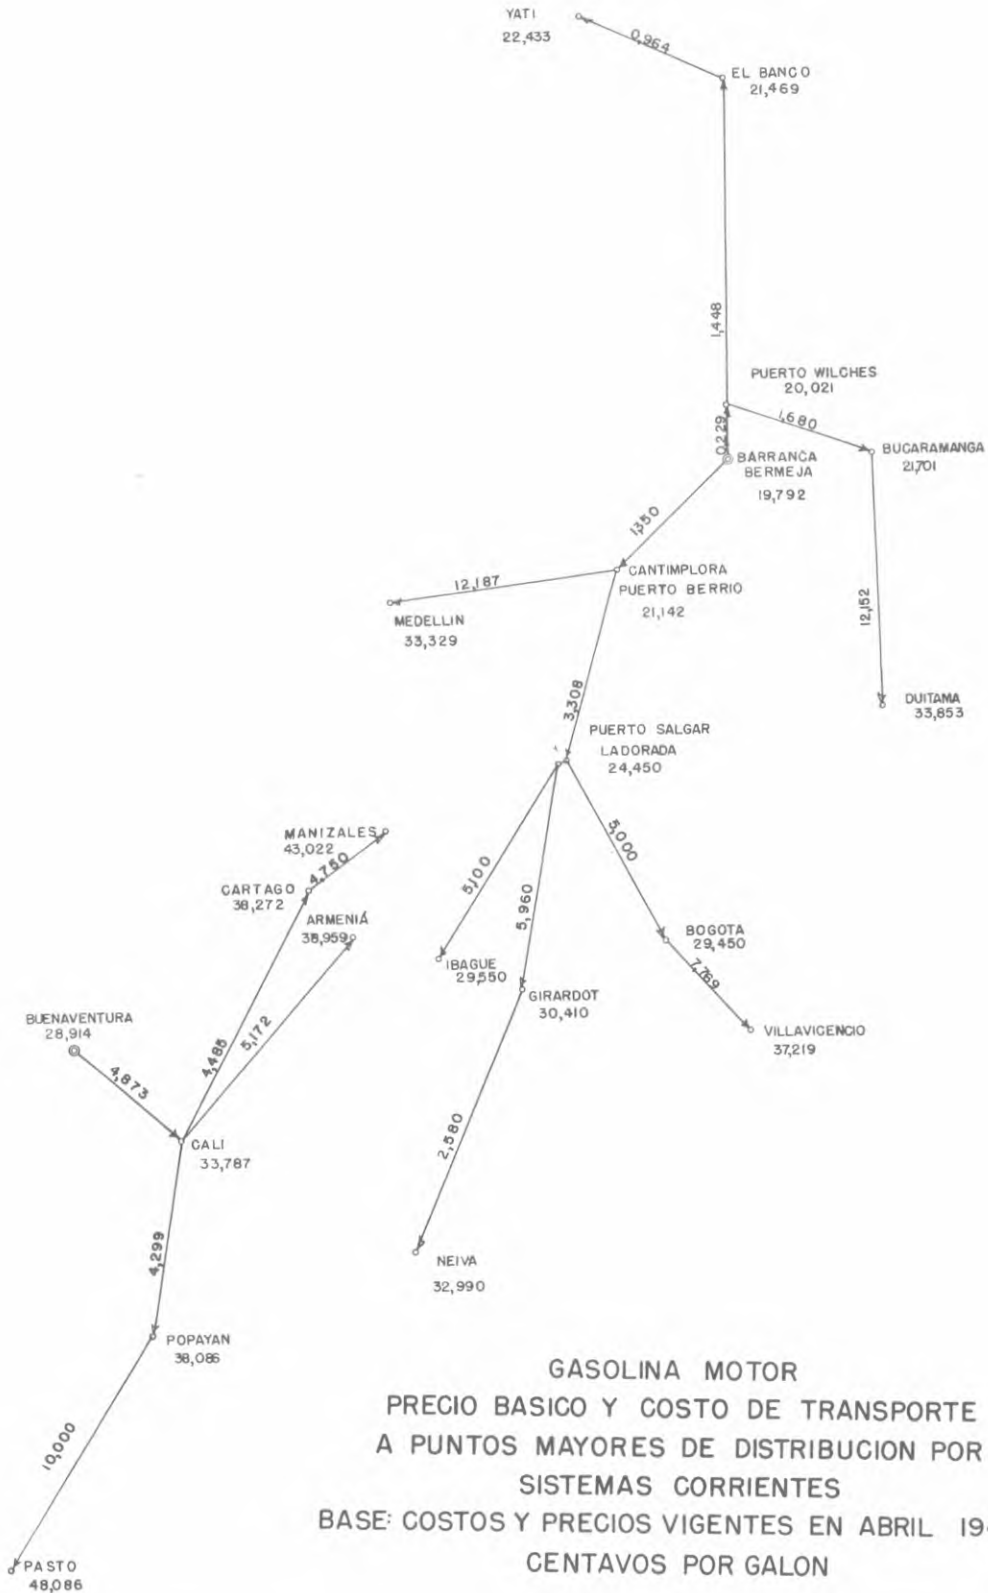 YATI
22,433
0,964
EL BANCO
21,469
1,448
PUERTO WILCHES
20,021
1,680
0,229
BUCARAMANGA
21,701
BARRANCA
BERMEJA
19,792
1,350
CANTIMPLORA
PUERTO BERRIO
21,142
12,187
MEDELLIN
33,329
12,152
DUITAMA
33,853
3,308
PUERTO SALGAR
LA DORADA
24,450
MANIZALES
43,022
4,750
CARTAGO
38,272
ARMENIÁ
38,959
5,100
5,960
5,000
BOGOTA
29,450
IBAGUE
29,550
7,769
GIRARDOT
30,410
VILLAVICENCIO
37,219
BUENAVENTURA
28,914
4,873
4,485
5,172
CALI
33,787
2,580
4,299
NEIVA
32,990
POPAYAN
38,086
10,000
PASTO
48,086
GASOLINA MOTOR
PRECIO BASICO Y COSTO DE TRANSPORTE
A PUNTOS MAYORES DE DISTRIBUCION POR
SISTEMAS CORRIENTES
BASE: COSTOS Y PRECIOS VIGENTES EN ABRIL 19
CENTAVOS POR GALON